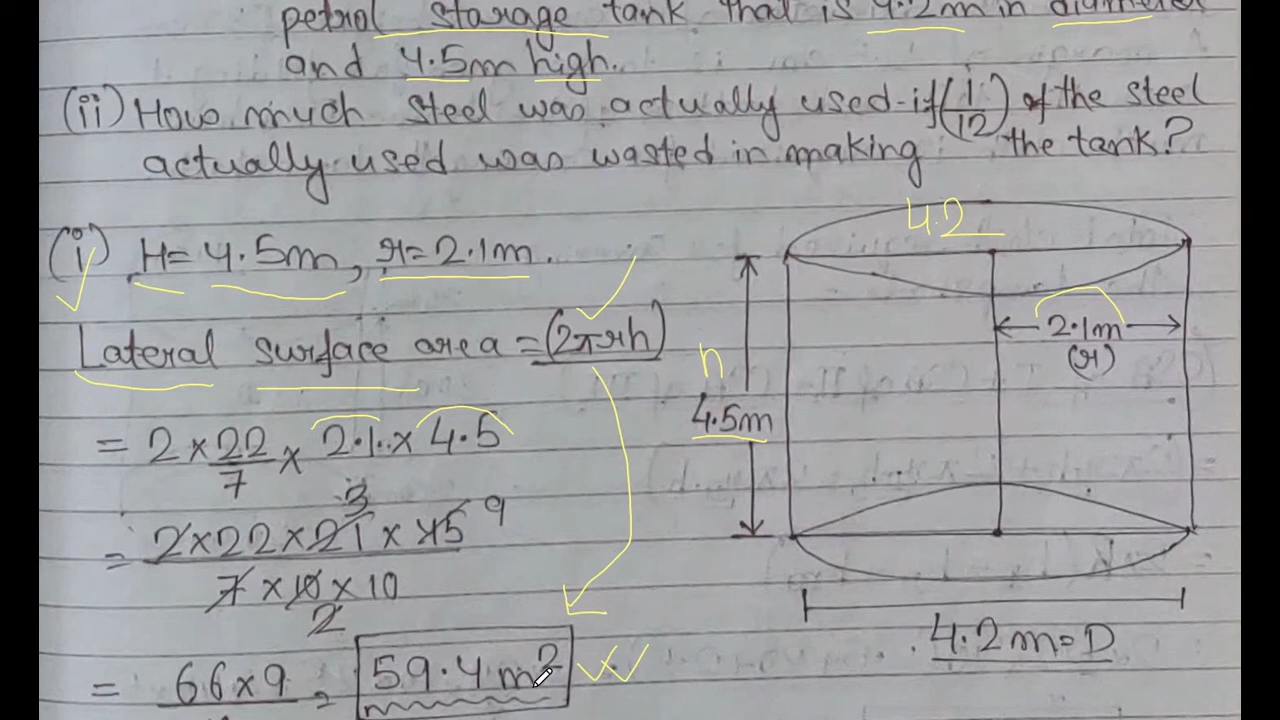 petrol storage tank that is 4.2m in diameter
and 4.5m high.
(ii) How much steel was actually used if (1/12) of the steel
actually used was wasted in making the tank?
(i) H = 4.5m, r = 2.1m.
Lateral surface area = (2πrh)
= 2 × 22/7 × 2.1 × 4.5
3
9
= 2×22×21×45
7 × 10 × 10
2
= 66×9 , 59.4 m²
4.2
2.1m
(r)
h
4.5m
4.2m = D